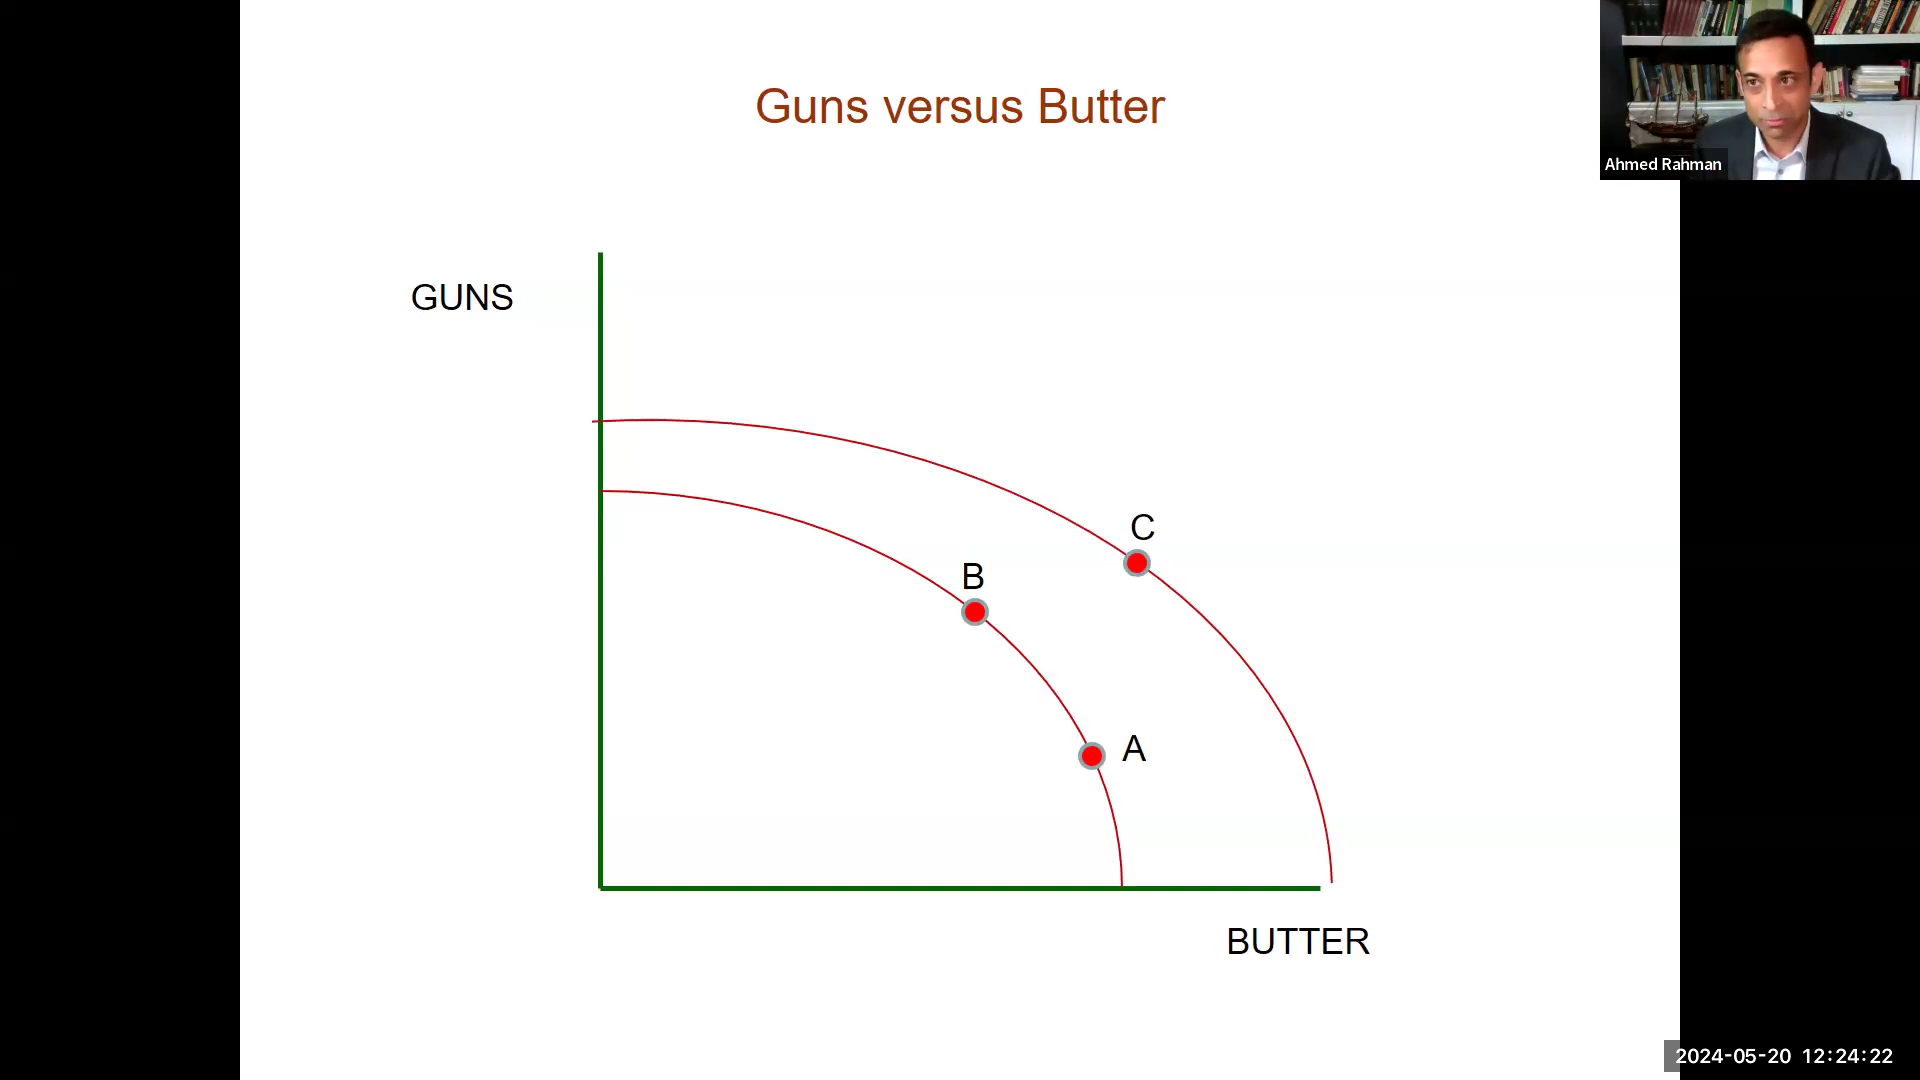 Guns versus Butter
Ahmed Rahman
GUNS
C
B
A
BUTTER
2024-05-20 12:24:22